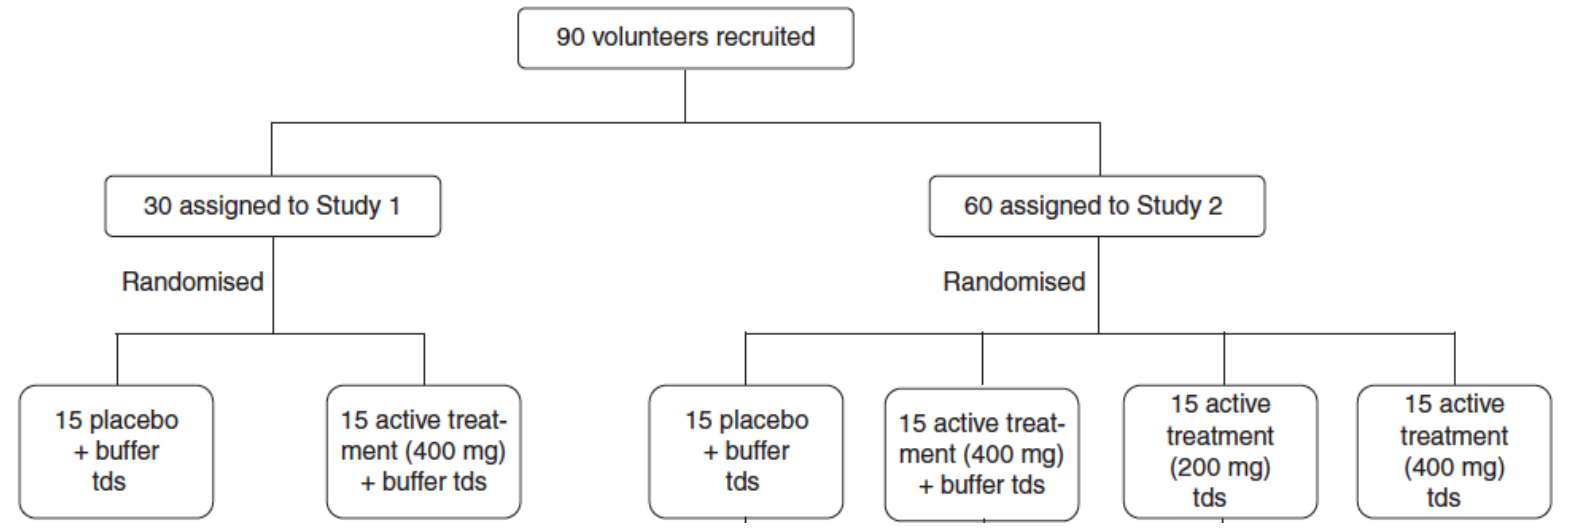 90 volunteers recruited
30 assigned to Study 1
60 assigned to Study 2
Randomised
Randomised
15 placebo
+ buffer
tds
15 active treat-
ment (400 mg)
+ buffer tds
15 placebo
+ buffer
tds
15 active treat-
ment (400 mg)
+ buffer tds
15 active
treatment
(200 mg)
tds
15 active
treatment
(400 mg)
tds